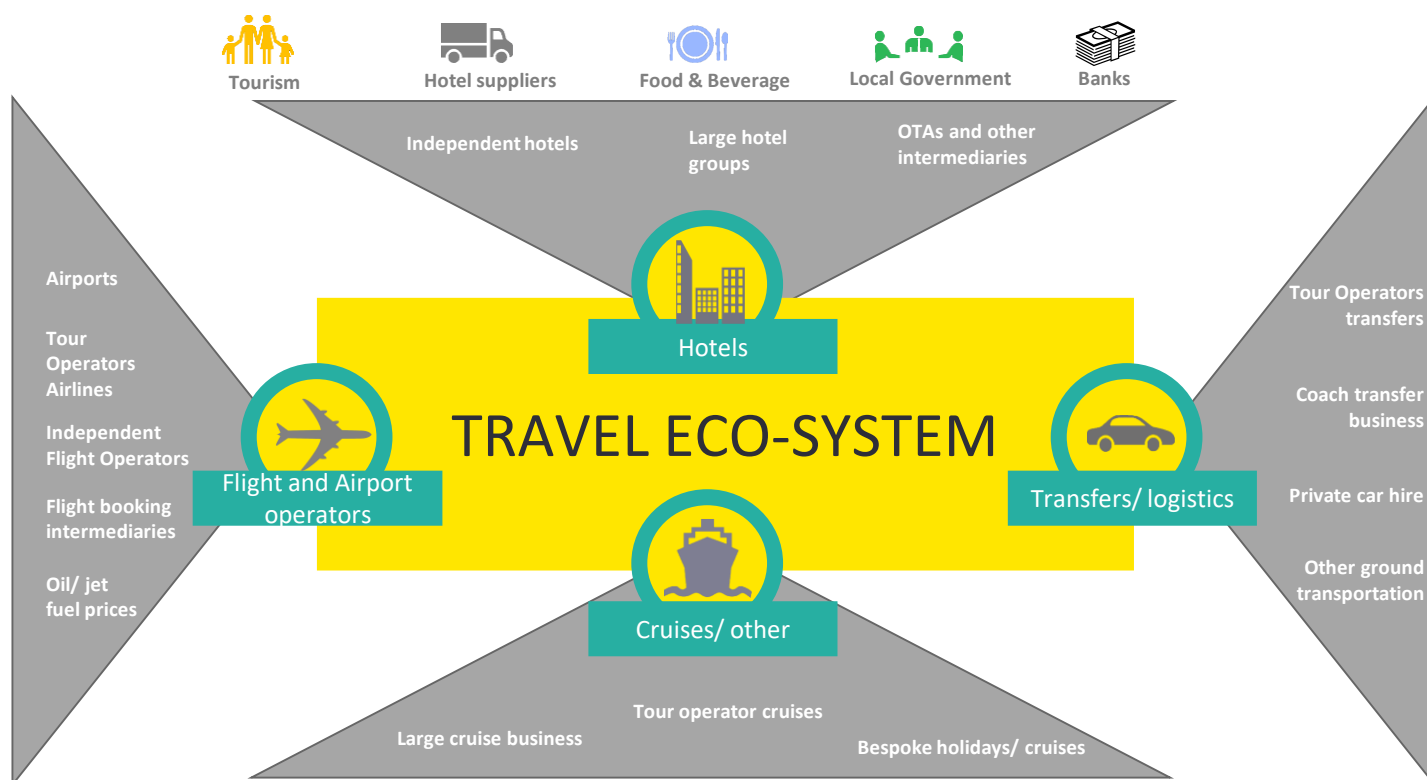 Tourism
Hotel suppliers
Food & Beverage
Local Government
Banks
Independent hotels
Large hotel
groups
OTAs and other
intermediaries
Hotels
Airports
Tour
Operators
Airlines
Independent
Flight Operators
Flight booking
intermediaries
Oil/ jet
fuel prices
Flight and Airport
operators
TRAVEL ECO-SYSTEM
Transfers/ logistics
Tour Operators
transfers
Coach transfer
business
Private car hire
Other ground
transportation
Cruises/ other
Large cruise business
Tour operator cruises
Bespoke holidays/ cruises